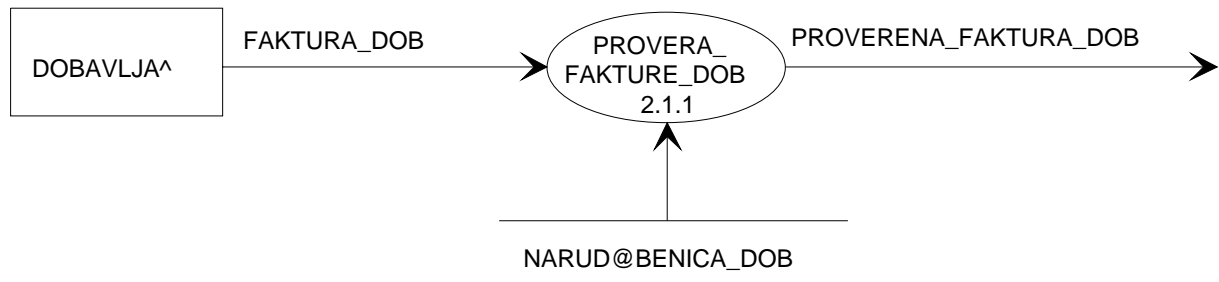 DOBAVLJA^
FAKTURA_DOB
PROVERA_
FAKTURE_DOB
2.1.1
PROVERENA_FAKTURA_DOB
NARUD@BENICA_DOB